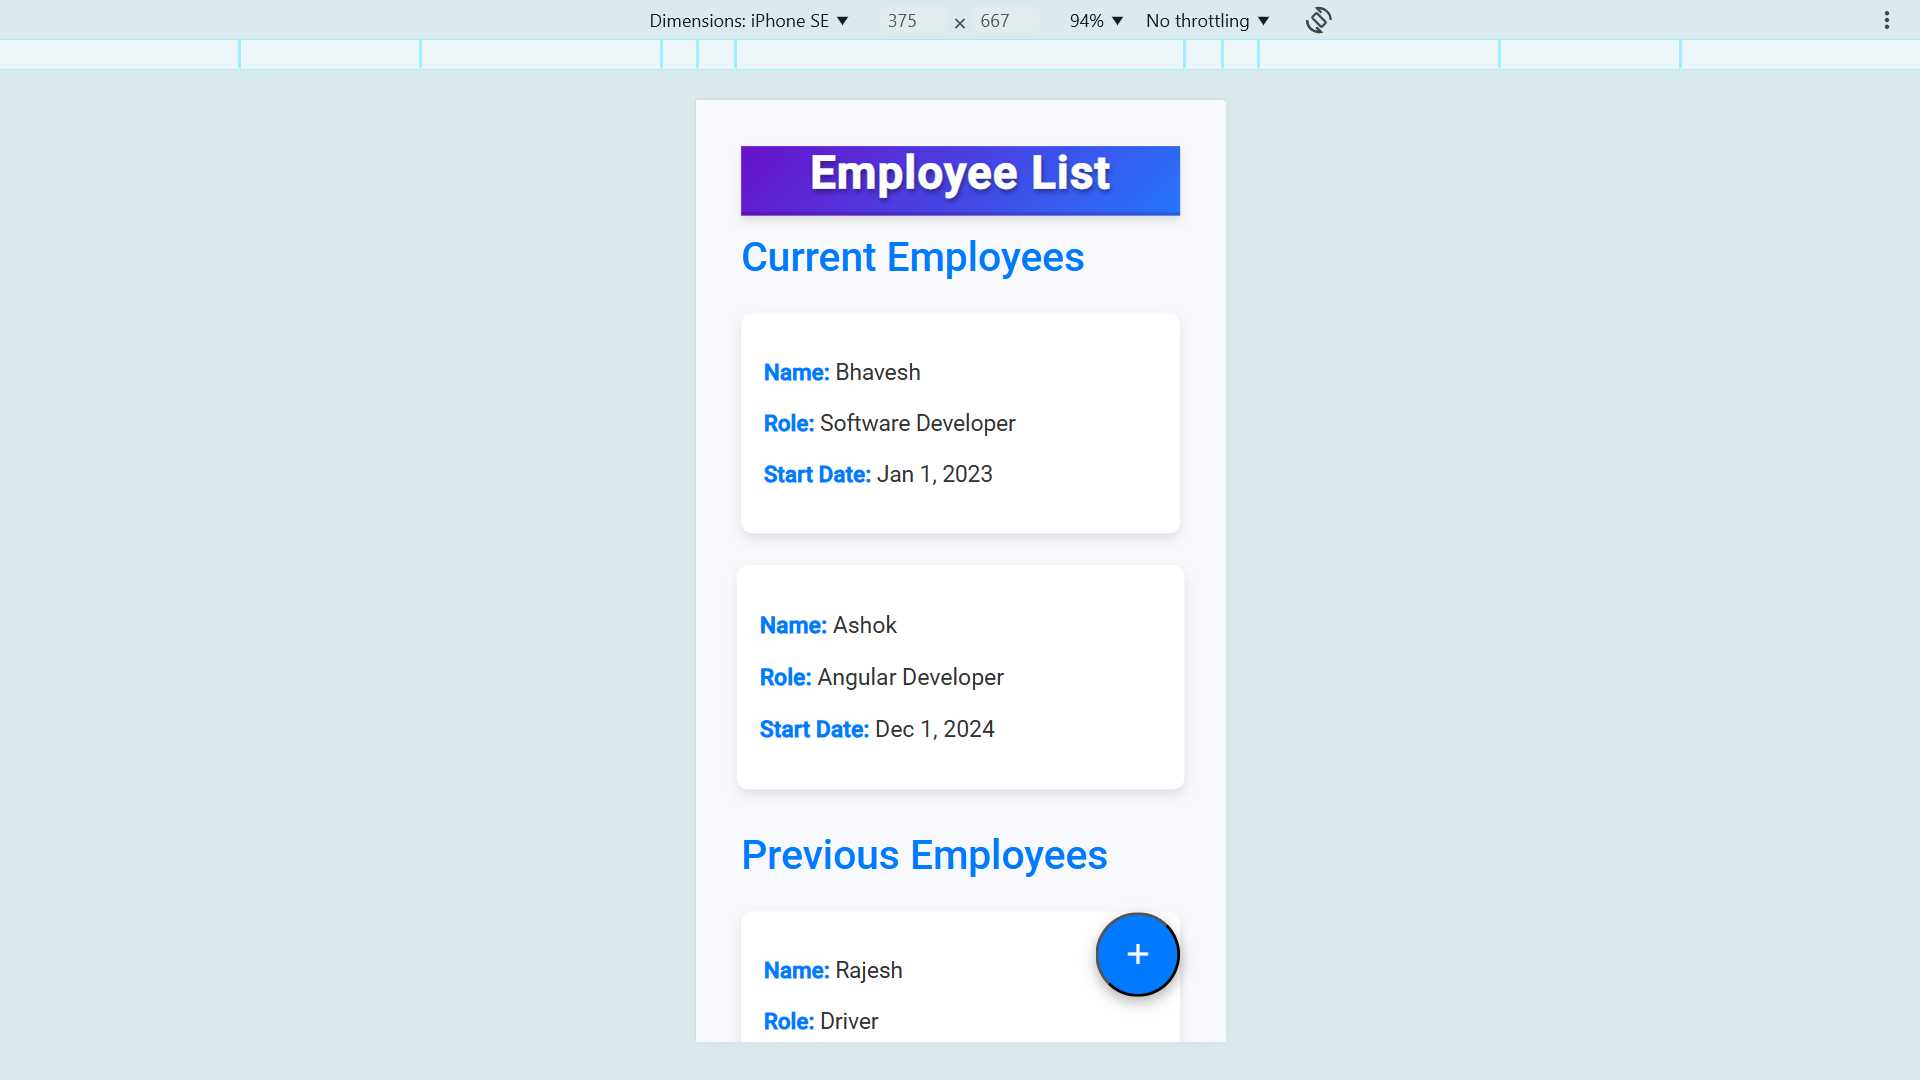 Dimensions: iPhone SE ▼ 375 × 667 94% ▼ No throttling ▼
Employee List
Current Employees
Name: Bhavesh
Role: Software Developer
Start Date: Jan 1, 2023
Name: Ashok
Role: Angular Developer
Start Date: Dec 1, 2024
Previous Employees
Name: Rajesh
+
Role: Driver